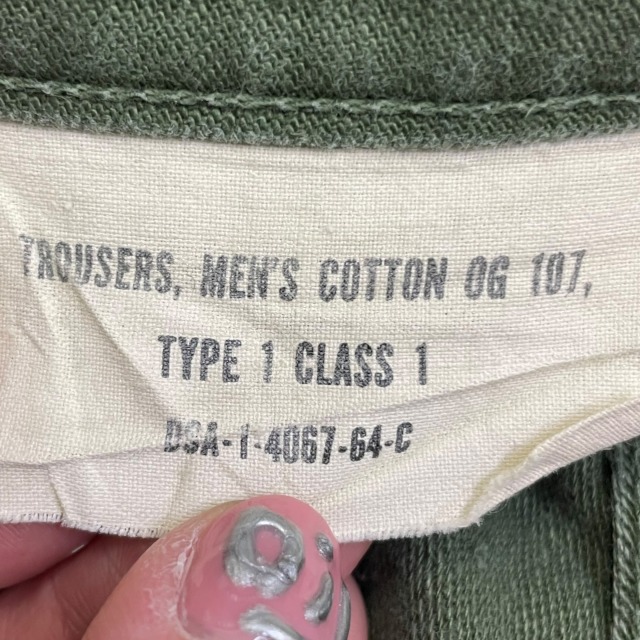 TROUSERS, MEN'S COTTON OG 107,
TYPE 1 CLASS 1
DSA-1-4067-64-C